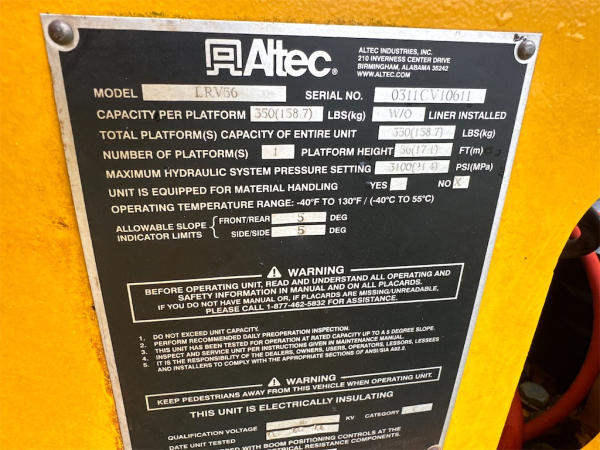 Altec®
ALTEC INDUSTRIES, INC.
210 INVERNESS CENTER DRIVE
BIRMINGHAM, ALABAMA 35242
WWW.ALTEC.COM
MODEL LRV56 SERIAL NO. 0311CV10611
CAPACITY PER PLATFORM 350(158.7) LBS(kg) W/O LINER INSTALLED
TOTAL PLATFORM(S) CAPACITY OF ENTIRE UNIT 350(158.7) LBS(kg)
NUMBER OF PLATFORM(S) 1 PLATFORM HEIGHT 56(17.1) FT(m)
MAXIMUM HYDRAULIC SYSTEM PRESSURE SETTING PSI(MPa)
UNIT IS EQUIPPED FOR MATERIAL HANDLING YES NO X
OPERATING TEMPERATURE RANGE: -40°F TO 130°F / (-40°C TO 55°C)
ALLOWABLE SLOPE INDICATOR LIMITS { FRONT/REAR 5 DEG
SIDE/SIDE 5 DEG
WARNING
BEFORE OPERATING UNIT, READ AND UNDERSTAND ALL OPERATING AND
SAFETY INFORMATION IN MANUAL AND ON ALL PLACARDS.
IF YOU DO NOT HAVE MANUAL OR, IF PLACARDS ARE MISSING/UNREADABLE,
PLEASE CALL 1-877-462-5832 FOR ASSISTANCE.
1. DO NOT EXCEED UNIT CAPACITY.
2. PERFORM RECOMMENDED DAILY PREOPERATION INSPECTION.
3. THIS UNIT HAS BEEN TESTED FOR OPERATION AT RATED CAPACITY UP TO A 5 DEGREE SLOPE.
4. INSPECT AND SERVICE UNIT PER INSTRUCTIONS GIVEN IN MAINTENANCE MANUAL.
5. IT IS THE RESPONSIBILITY OF THE DEALERS, OWNERS, USERS, OPERATORS, LESSORS, LESSEES
AND INSTALLERS TO COMPLY WITH THE APPROPRIATE SECTIONS OF ANSI/SIA A92.2.
WARNING
KEEP PEDESTRIANS AWAY FROM THIS VEHICLE WHEN OPERATING UNIT.
THIS UNIT IS ELECTRICALLY INSULATING
QUALIFICATION VOLTAGE KV CATEGORY
DATE UNIT TESTED
WITH BOOM POSITIONING CONTROLS AT THE
ELECTRICAL RESISTANCE COMPONENTS.